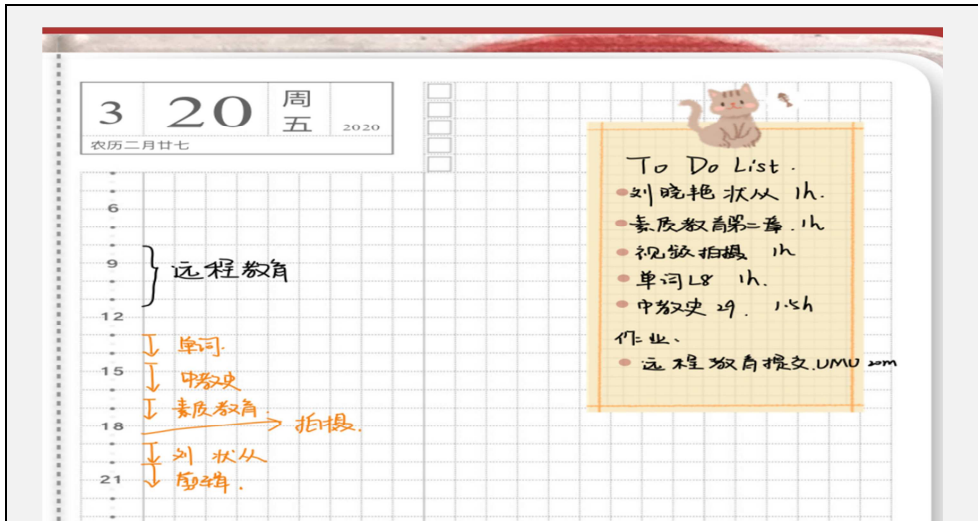 3 20 周五 2020
农历二月廿七
6
9
远程教育
12
单词.
15
中教史
素质教育.
18
拍摄.
刘 状从
21
剪辑.
To Do List.
刘晓艳 状从 1h.
素质教育第二章. 1h
视频拍摄 1h
单词L8 1h.
中教史 29. 1.5h
作业、
远程教育提交.UMU 20m